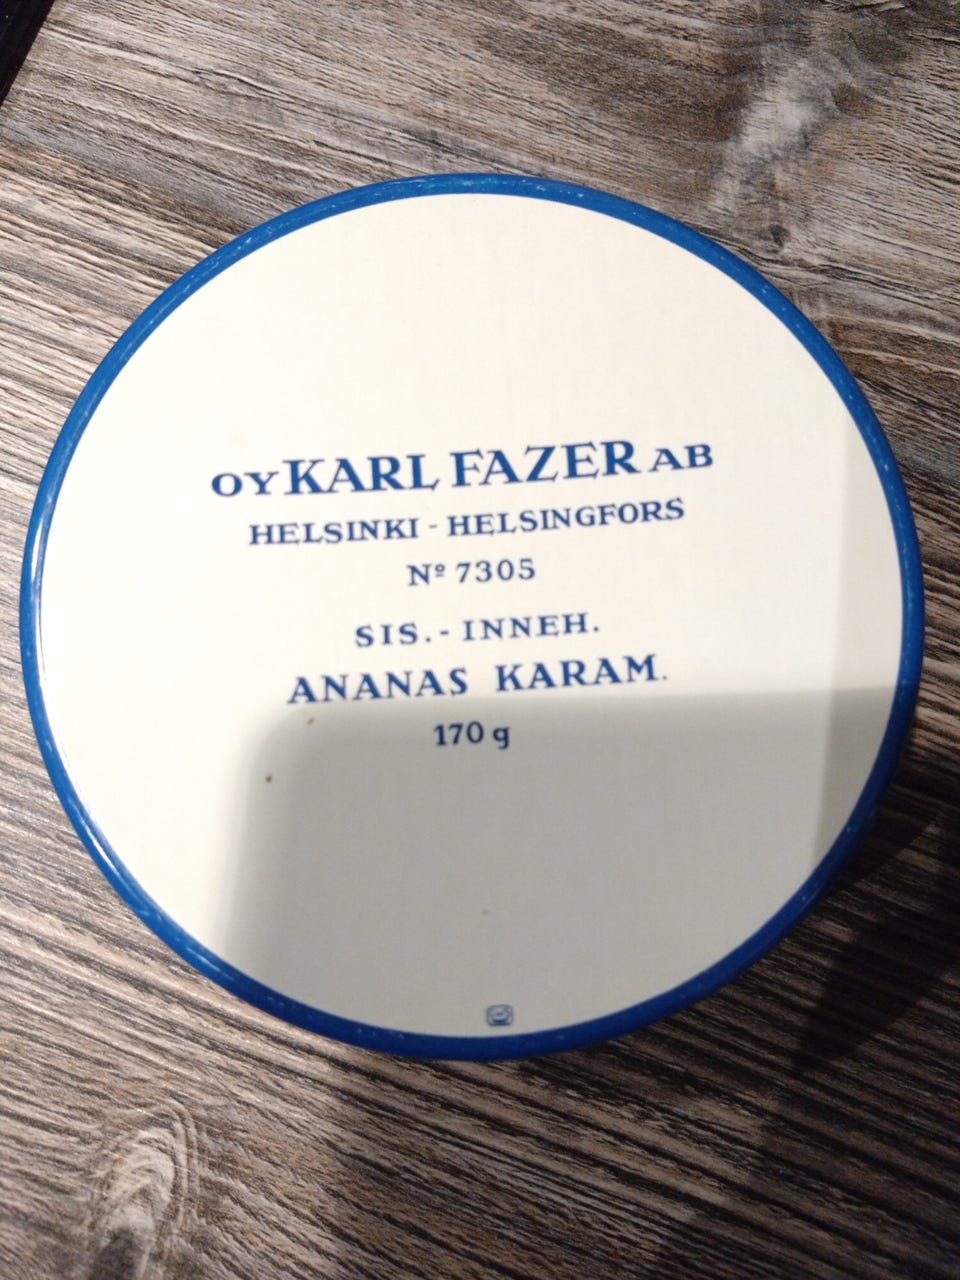 OY KARL FAZER AB
HELSINKI - HELSINGFORS
Nº 7305
SIS.- INNEH.
ANANAS KARAM.
170 g